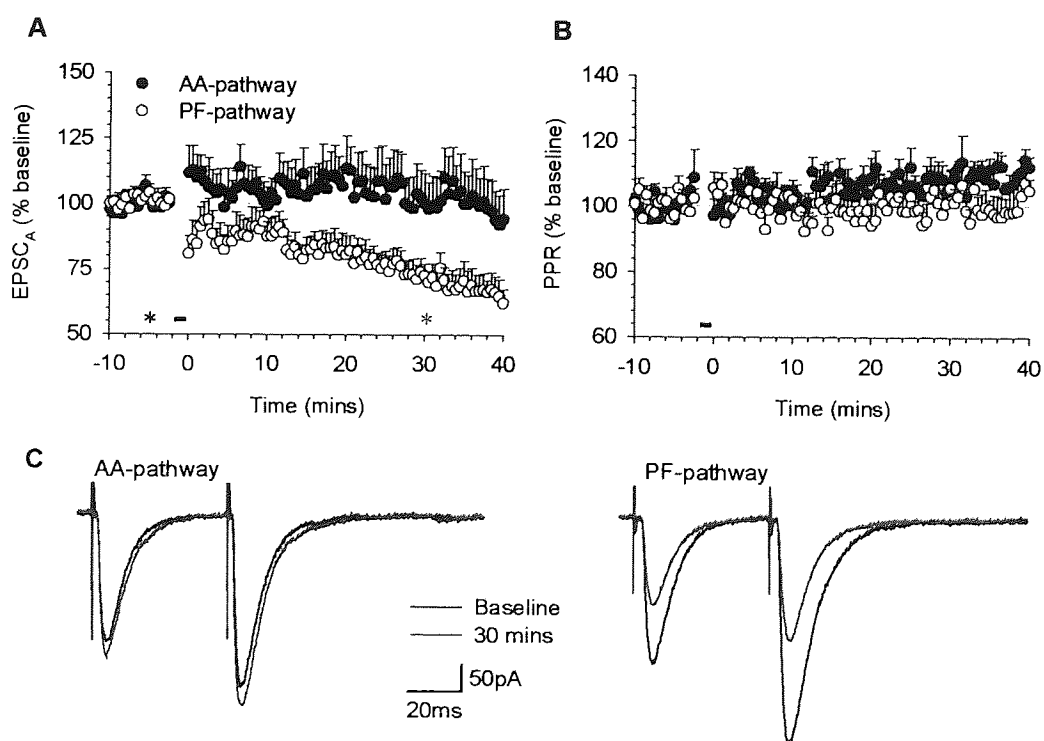 A
150
125
100
75
50
EPSC_A (% baseline)
AA-pathway
PF-pathway
*
*
-10
0
10
20
30
40
Time (mins)
B
140
120
100
80
60
PPR (% baseline)
-10
0
10
20
30
40
Time (mins)
C
AA-pathway
Baseline
30 mins
50pA
20ms
PF-pathway